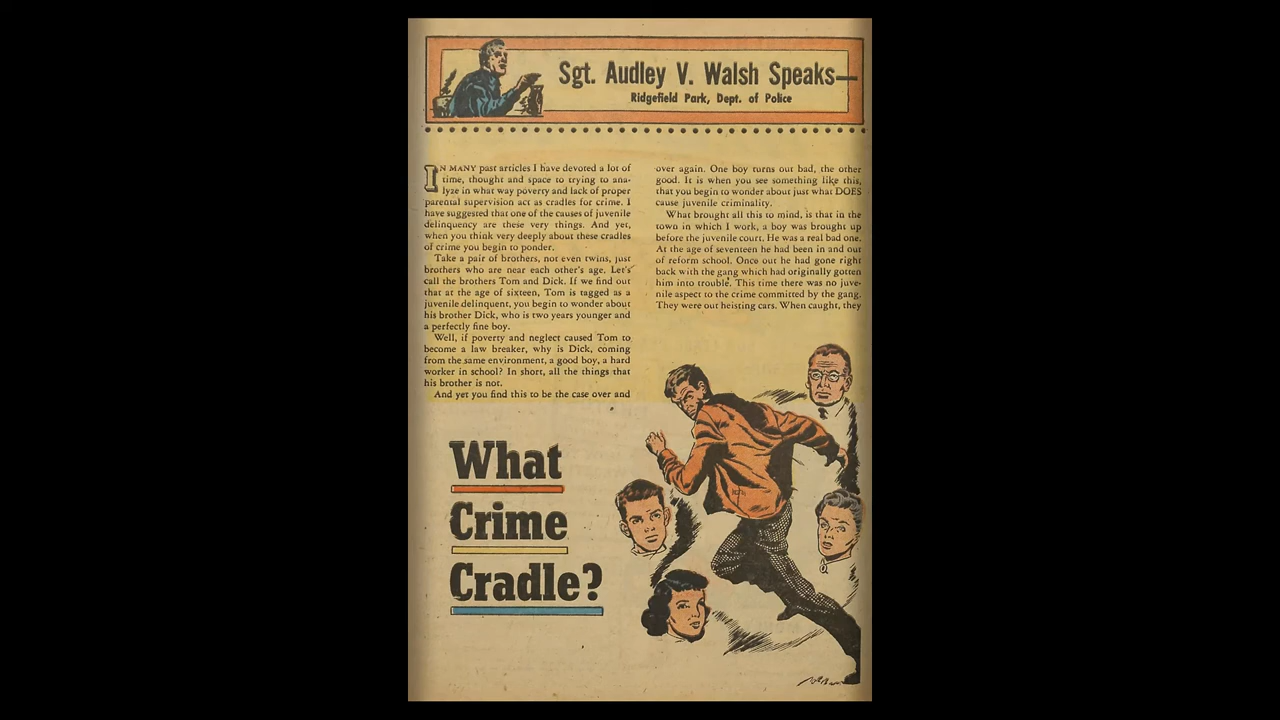 Sgt. Audley V. Walsh Speaks—
Ridgefield Park, Dept. of Police
IN MANY past articles I have devoted a lot of
time, thought and space to trying to ana-
lyze in what way poverty and lack of proper
parental supervision act as cradles for crime. I
have suggested that one of the causes of juvenile
delinquency are these very things. And yet,
when you think very deeply about these cradles
of crime you begin to ponder.
Take a pair of brothers, not even twins, just
brothers who are near each other's age. Let's
call the brothers Tom and Dick. If we find out
that at the age of sixteen, Tom is tagged as a
juvenile delinquent, you begin to wonder about
his brother Dick, who is two years younger and
a perfectly fine boy.
Well, if poverty and neglect caused Tom to
become a law breaker, why is Dick, coming
from the same environment, a good boy, a hard
worker in school? In short, all the things that
his brother is not.
And yet you find this to be the case over and
over again. One boy turns out bad, the other
good. It is when you see something like this,
that you begin to wonder about just what DOES
cause juvenile criminality.
What brought all this to mind, is that in the
town in which I work, a boy was brought up
before the juvenile court. He was a real bad one.
At the age of seventeen he had been in and out
of reform school. Once out he had gone right
back with the gang which had originally gotten
him into trouble. This time there was no juve-
nile aspect to the crime committed by the gang.
They were out heisting cars. When caught, they
What
Crime
Cradle?